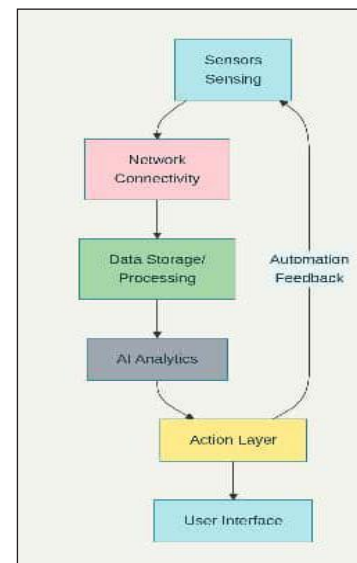 Sensors
Sensing
Network
Connectivity
Data Storage/
Processing
Automation
Feedback
AI Analytics
Action Layer
User Interface